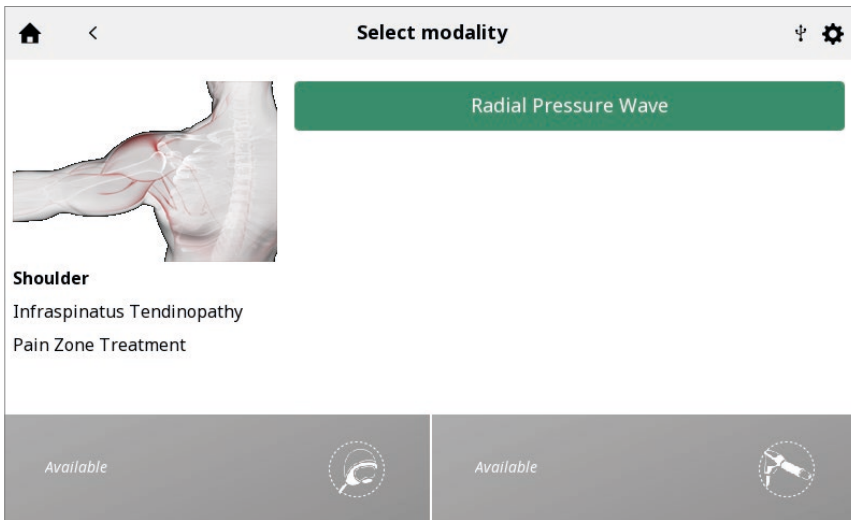 Select modality
Radial Pressure Wave
Shoulder
Infraspinatus Tendinopathy
Pain Zone Treatment
Available
Available